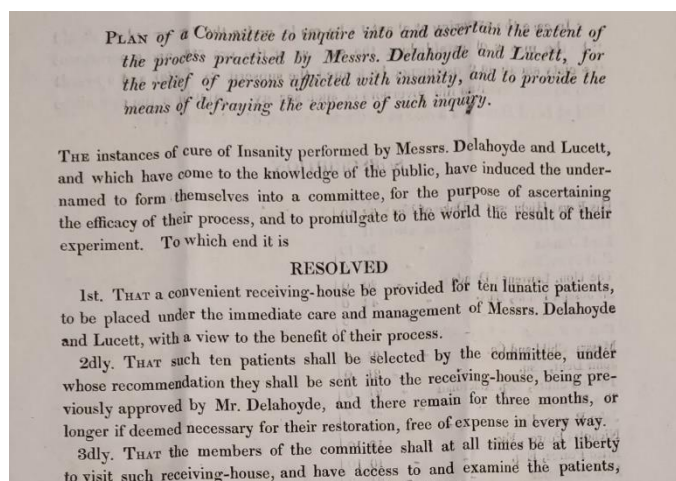 PLAN of a Committee to inquire into and ascertain the extent of
the process practised by Messrs. Delahoyde and Lucett, for
the relief of persons afflicted with insanity, and to provide the
means of defraying the expense of such inquiry.
THE instances of cure of Insanity performed by Messrs. Delahoyde and Lucett,
and which have come to the knowledge of the public, have induced the under-
named to form themselves into a committee, for the purpose of ascertaining
the efficacy of their process, and to promulgate to the world the result of their
experiment. To which end it is
RESOLVED
1st. THAT a convenient receiving-house be provided for ten lunatic patients,
to be placed under the immediate care and management of Messrs. Delahoyde
and Lucett, with a view to the benefit of their process.
2dly. THAT such ten patients shall be selected by the committee, under
whose recommendation they shall be sent into the receiving-house, being pre-
viously approved by Mr. Delahoyde, and there remain for three months, or
longer if deemed necessary for their restoration, free of expense in every way.
3dly. THAT the members of the committee shall at all times be at liberty
to visit such receiving-house, and have access to and examine the patients,